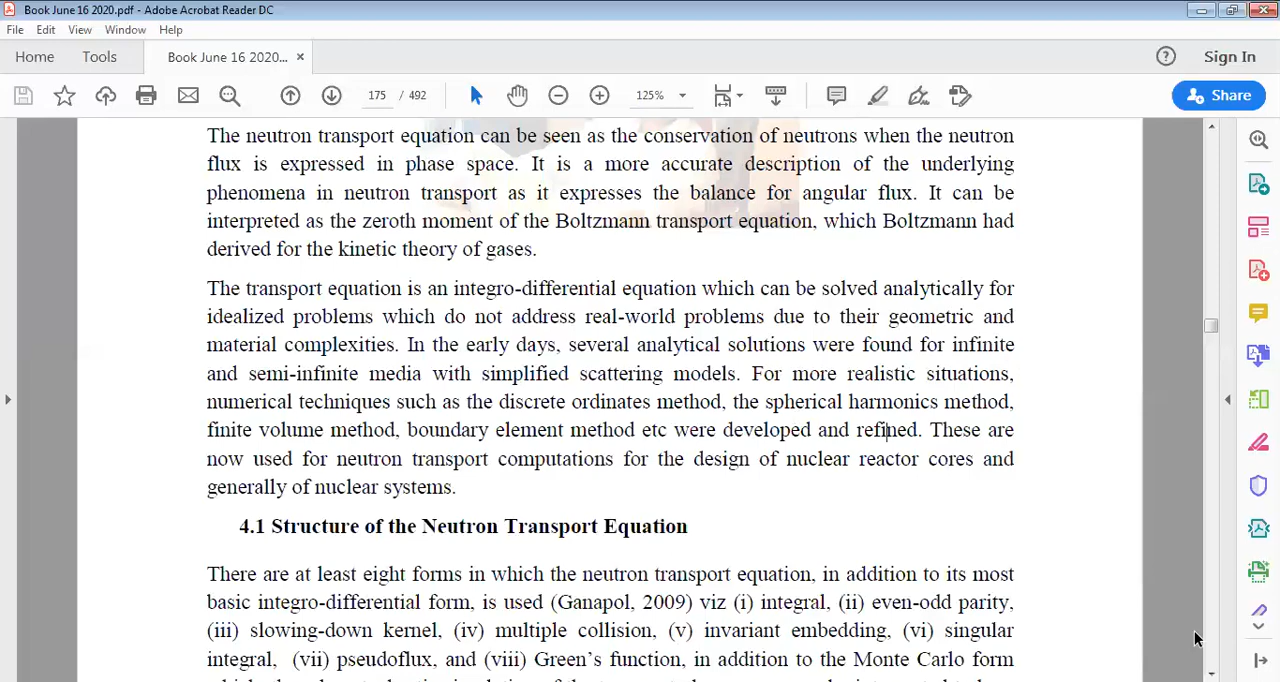 Book June 16 2020.pdf - Adobe Acrobat Reader DC
File Edit View Window Help
Home Tools Book June 16 2020... × Sign In
175 / 492 125% Share
The neutron transport equation can be seen as the conservation of neutrons when the neutron
flux is expressed in phase space. It is a more accurate description of the underlying
phenomena in neutron transport as it expresses the balance for angular flux. It can be
interpreted as the zeroth moment of the Boltzmann transport equation, which Boltzmann had
derived for the kinetic theory of gases.
The transport equation is an integro-differential equation which can be solved analytically for
idealized problems which do not address real-world problems due to their geometric and
material complexities. In the early days, several analytical solutions were found for infinite
and semi-infinite media with simplified scattering models. For more realistic situations,
numerical techniques such as the discrete ordinates method, the spherical harmonics method,
finite volume method, boundary element method etc were developed and refined. These are
now used for neutron transport computations for the design of nuclear reactor cores and
generally of nuclear systems.
4.1 Structure of the Neutron Transport Equation
There are at least eight forms in which the neutron transport equation, in addition to its most
basic integro-differential form, is used (Ganapol, 2009) viz (i) integral, (ii) even-odd parity,
(iii) slowing-down kernel, (iv) multiple collision, (v) invariant embedding, (vi) singular
integral, (vii) pseudoflux, and (viii) Green's function, in addition to the Monte Carlo form